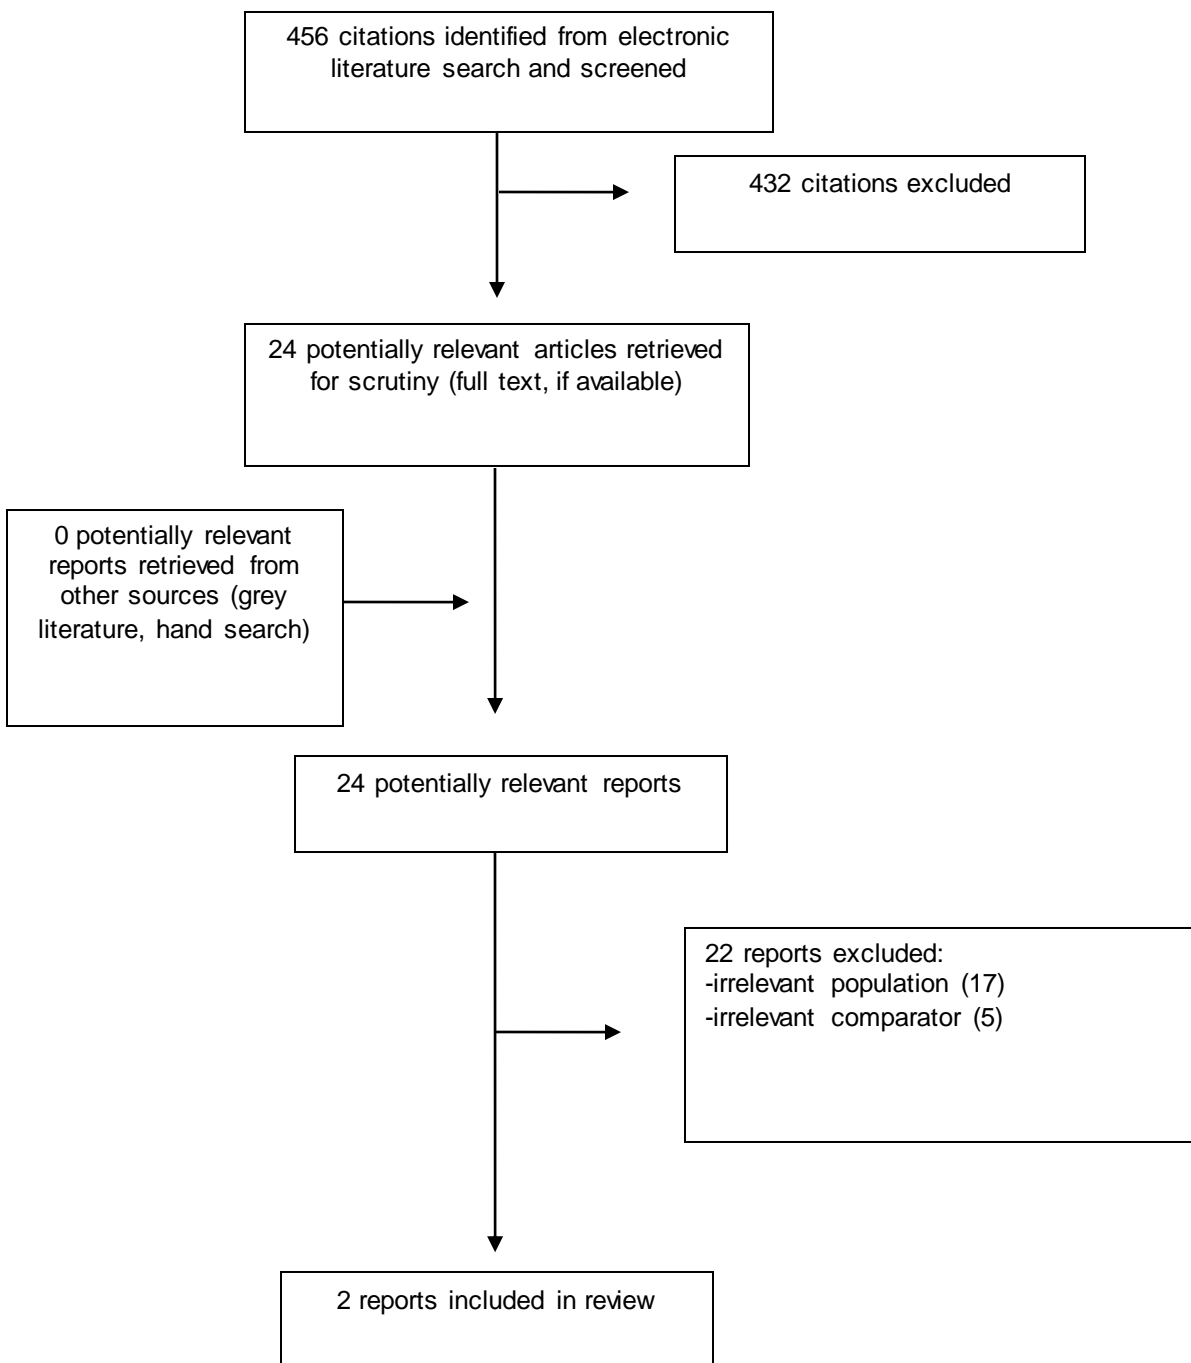 456 citations identified from electronic
literature search and screened
432 citations excluded
24 potentially relevant articles retrieved
for scrutiny (full text, if available)
0 potentially relevant
reports retrieved from
other sources (grey
literature, hand search)
24 potentially relevant reports
22 reports excluded:
-irrelevant population (17)
-irrelevant comparator (5)
2 reports included in review